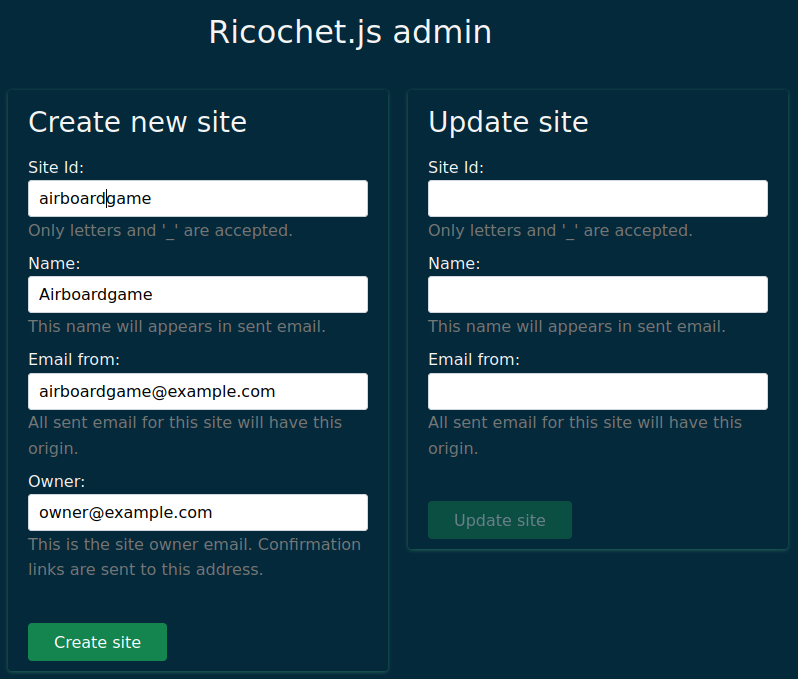 Ricochet.js admin
Create new site
Site Id:
airboardgame
Only letters and '_' are accepted.
Name:
Airboardgame
This name will appears in sent email.
Email from:
airboardgame@example.com
All sent email for this site will have this
origin.
Owner:
owner@example.com
This is the site owner email. Confirmation
links are sent to this address.
Create site
Update site
Site Id:
Only letters and '_' are accepted.
Name:
This name will appears in sent email.
Email from:
All sent email for this site will have this
origin.
Update site